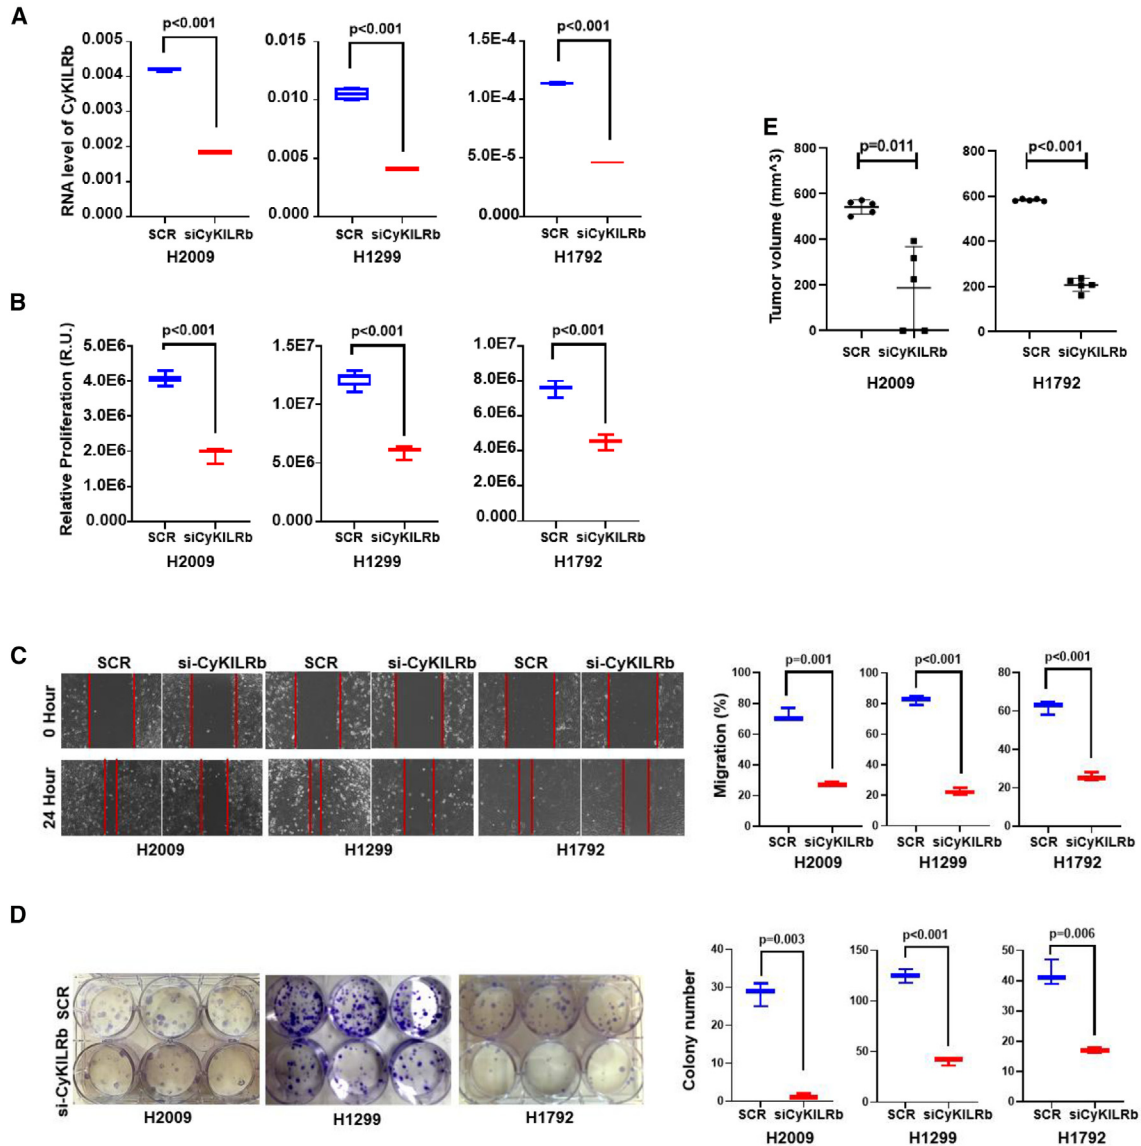 A
p<0.001
p<0.001
p<0.001
RNA level of CyKILRb
0.005
0.004
0.003
0.002
0.001
0.000
SCR siCyKILRb
H2009
0.015
0.010
0.005
0.000
SCR siCyKILRb
H1299
1.5E-4
1.0E-4
5.0E-5
0.000
SCR siCyKILRb
H1792
B
p<0.001
p<0.001
p<0.001
Relative Proliferation (R.U.)
5.0E6
4.0E6
3.0E6
2.0E6
1.0E6
0.000
SCR siCyKILRb
H2009
1.5E7
1.0E7
5.0E6
0.000
SCR siCyKILRb
H1299
1.0E7
8.0E6
6.0E6
4.0E6
2.0E6
0.000
SCR siCyKILRb
H1792
E
p=0.011
p<0.001
Tumor volume (mm^3)
800
600
400
200
0
SCR siCyKILRb
H2009
800
600
400
200
0
SCR siCyKILRb
H1792
C
SCR si-CyKILRb SCR si-CyKILRb SCR si-CyKILRb
0 Hour
24 Hour
H2009 H1299 H1792
p=0.001
p<0.001
p<0.001
Migration (%)
100
80
60
40
20
0
SCR siCyKILRb
H2009
100
80
60
40
20
0
SCR siCyKILRb
H1299
80
60
40
20
0
SCR siCyKILRb
H1792
D
SCR
si-CyKILRb
H2009 H1299 H1792
p=0.003
p<0.001
p=0.006
Colony number
40
30
20
10
0
SCR siCyKILRb
H2009
150
100
50
0
SCR siCyKILRb
H1299
50
40
30
20
10
0
SCR siCyKILRb
H1792